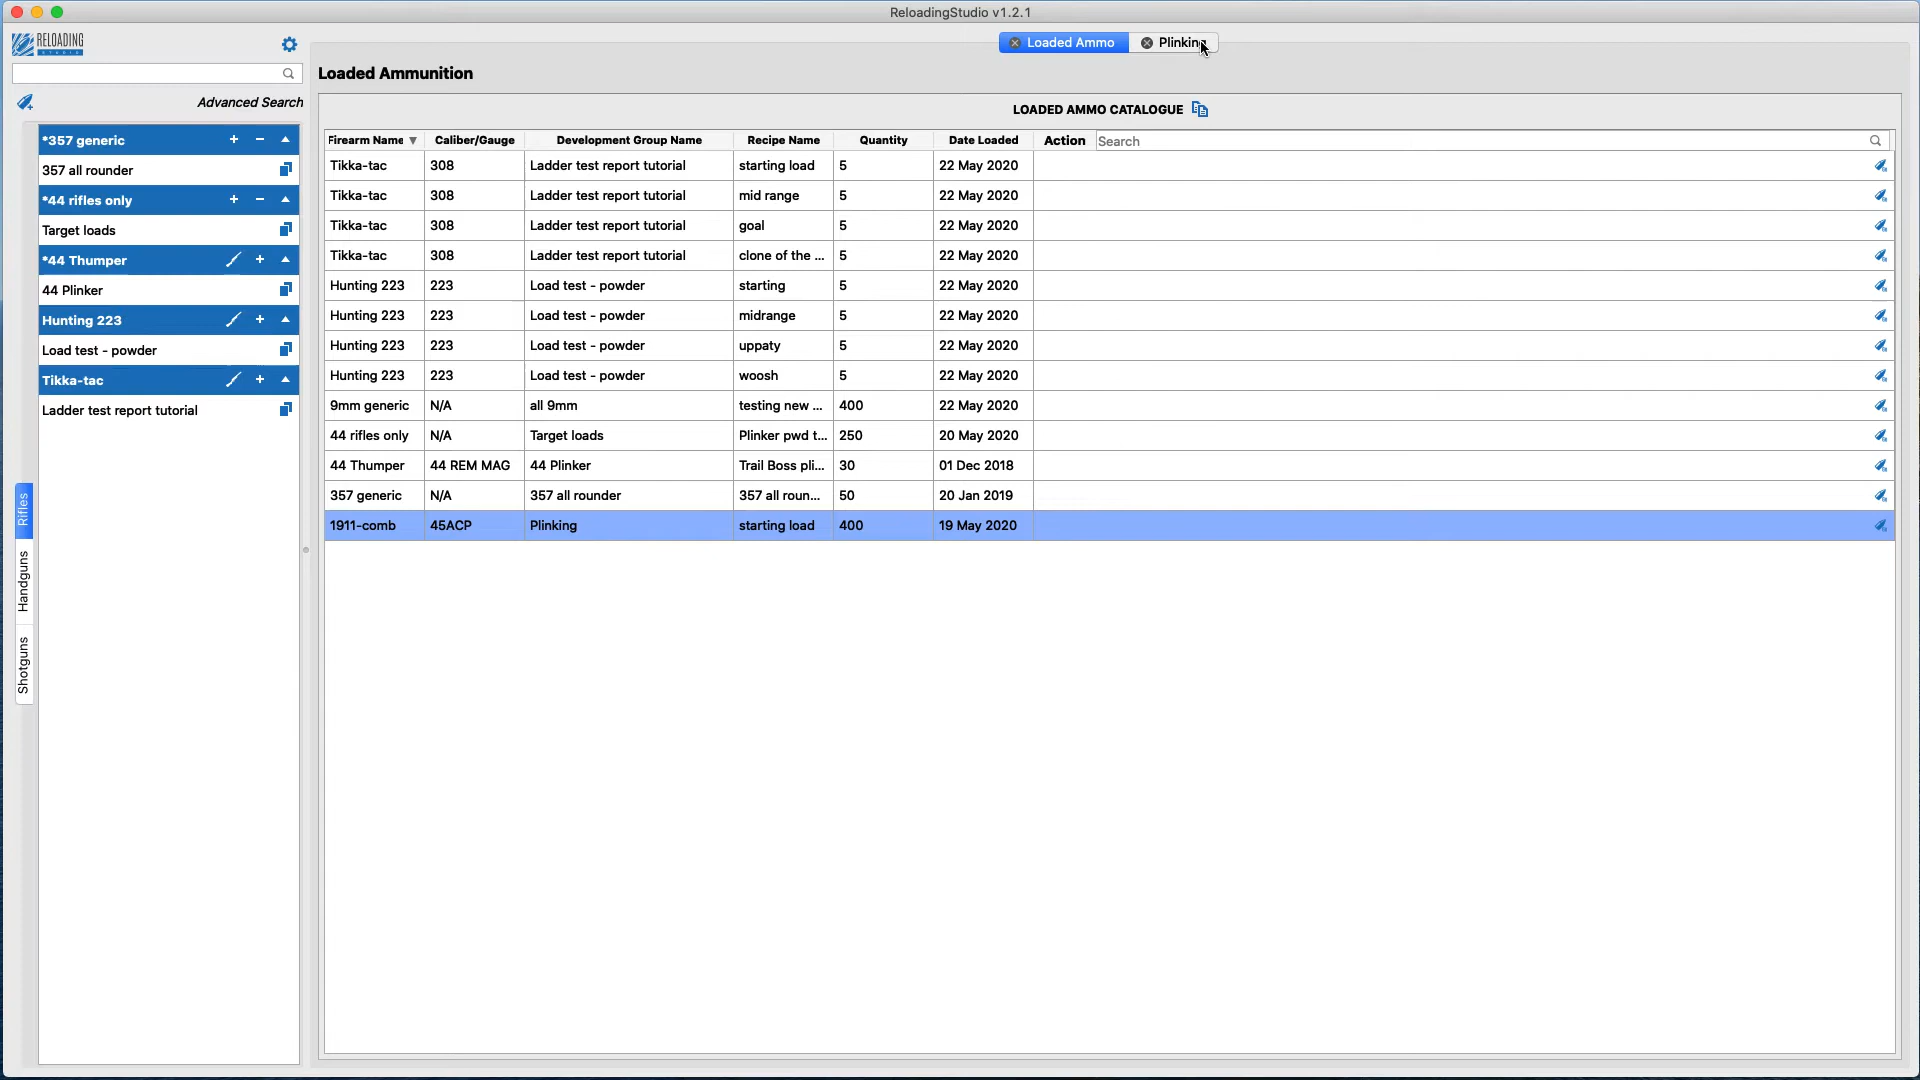 ReloadingStudio v1.2.1
RELOADING
STUDIO
Loaded Ammo
Plinking
Loaded Ammunition
Advanced Search
LOADED AMMO CATALOGUE
Firearm Name ▼ Caliber/Gauge Development Group Name Recipe Name Quantity Date Loaded Action Search
Tikka-tac 308 Ladder test report tutorial starting load 5 22 May 2020
Tikka-tac 308 Ladder test report tutorial mid range 5 22 May 2020
Tikka-tac 308 Ladder test report tutorial goal 5 22 May 2020
Tikka-tac 308 Ladder test report tutorial clone of the ... 5 22 May 2020
Hunting 223 223 Load test - powder starting 5 22 May 2020
Hunting 223 223 Load test - powder midrange 5 22 May 2020
Hunting 223 223 Load test - powder uppaty 5 22 May 2020
Hunting 223 223 Load test - powder woosh 5 22 May 2020
9mm generic N/A all 9mm testing new ... 400 22 May 2020
44 rifles only N/A Target loads Plinker pwd t... 250 20 May 2020
44 Thumper 44 REM MAG 44 Plinker Trail Boss pli... 30 01 Dec 2018
357 generic N/A 357 all rounder 357 all roun... 50 20 Jan 2019
1911-comb 45ACP Plinking starting load 400 19 May 2020
*357 generic + −
357 all rounder
*44 rifles only + −
Target loads
*44 Thumper +
44 Plinker
Hunting 223 +
Load test - powder
Tikka-tac +
Ladder test report tutorial
Rifles
Handguns
Shotguns